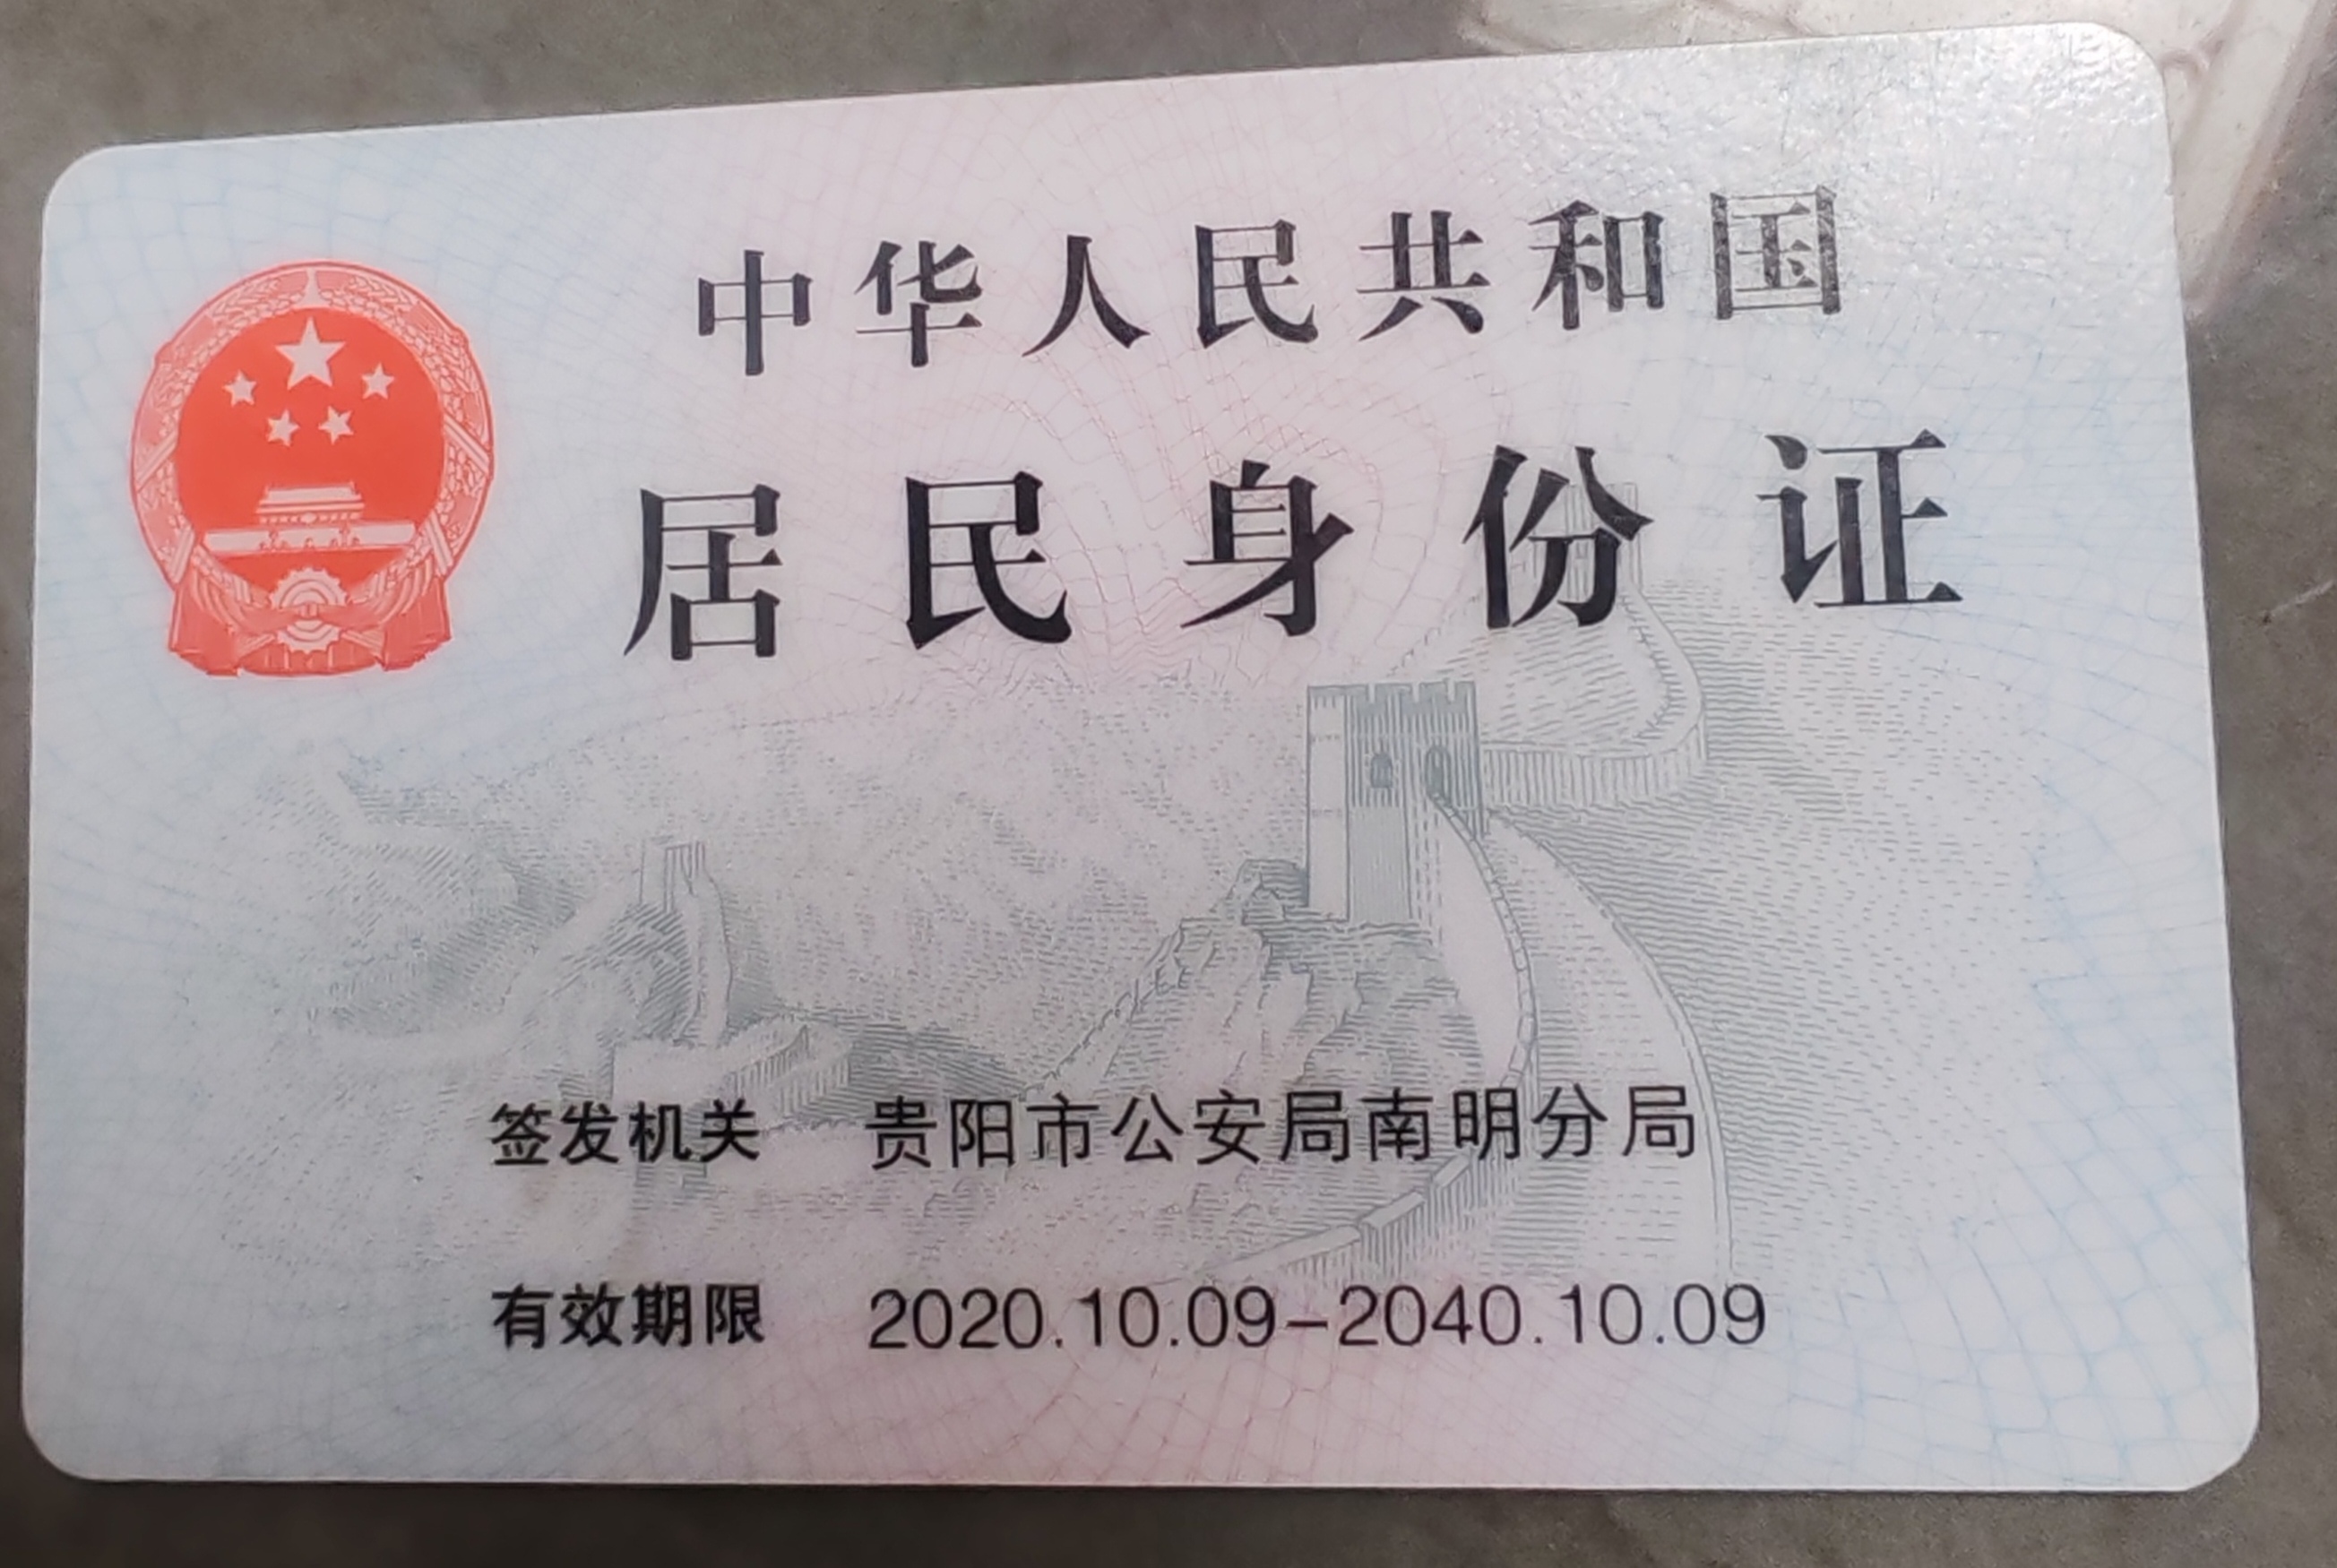 中华人民共和国
居民身份证
签发机关 贵阳市公安局南明分局
有效期限 2020.10.09-2040.10.09